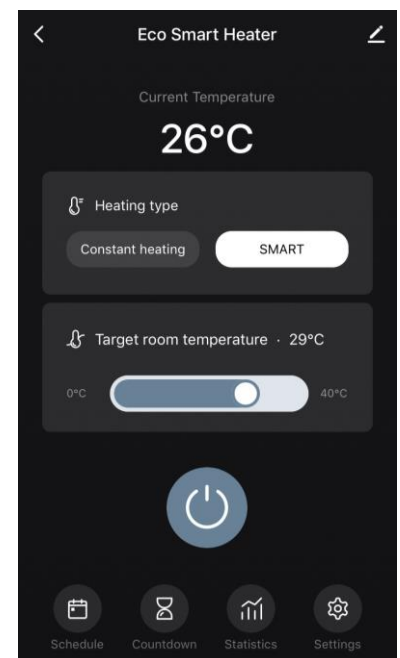 Eco Smart Heater
Current Temperature
26°C
Heating type
Constant heating SMART
Target room temperature · 29°C
0°C 40°C
Schedule Countdown Statistics Settings